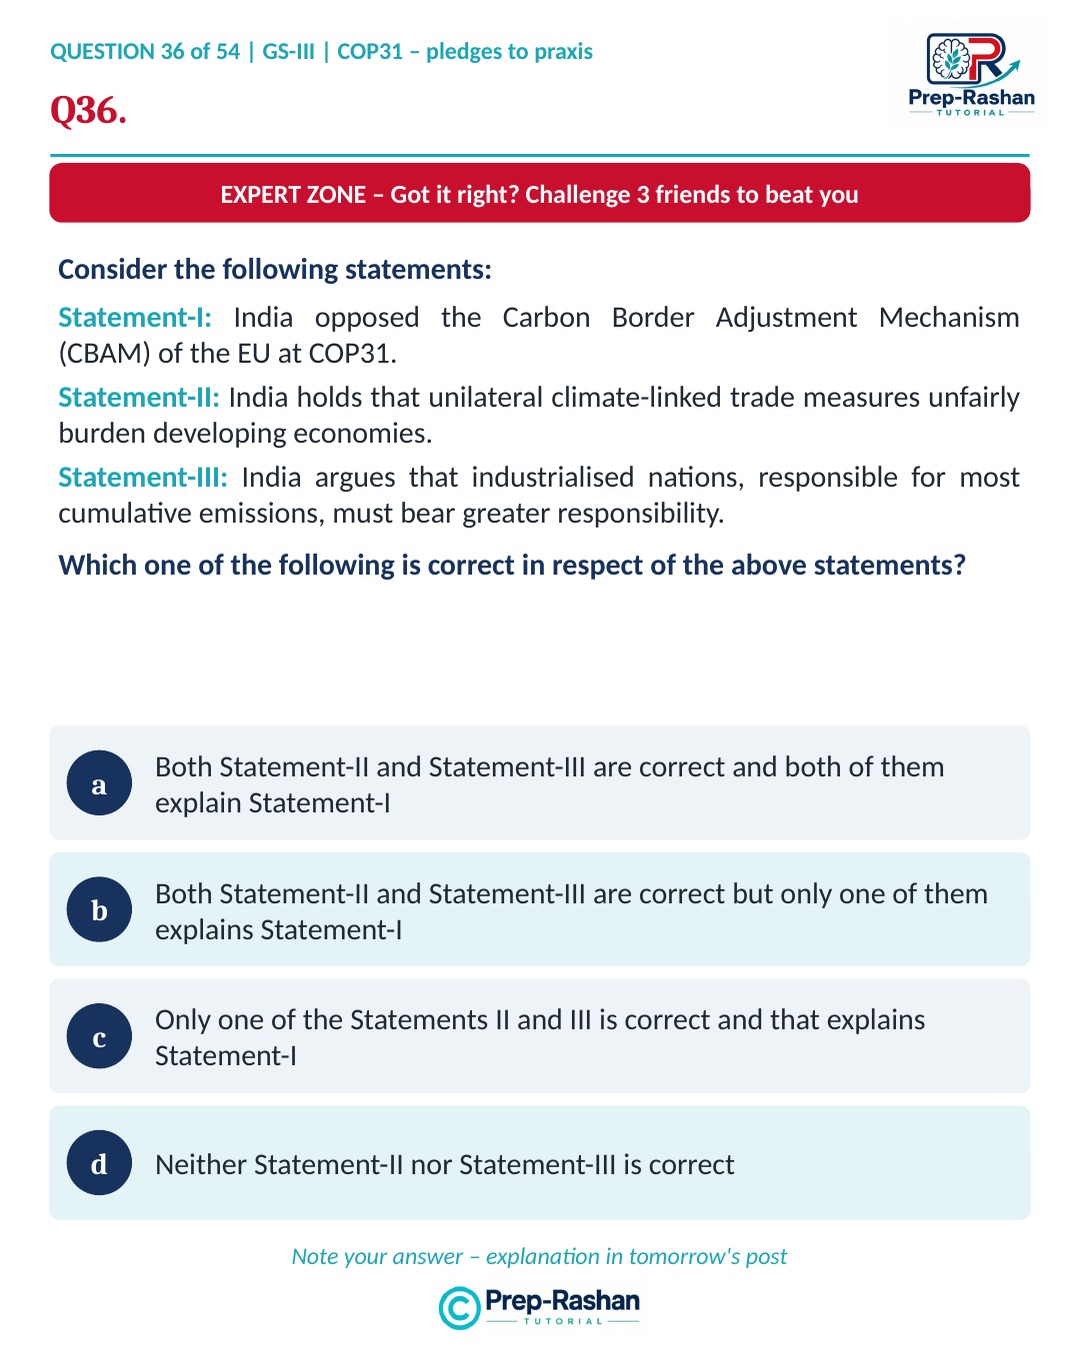 QUESTION 36 of 54 | GS-III | COP31 – pledges to praxis
R
Prep-Rashan
TUTORIAL
Q36.
EXPERT ZONE – Got it right? Challenge 3 friends to beat you
Consider the following statements:
Statement-I: India opposed the Carbon Border Adjustment Mechanism
(CBAM) of the EU at COP31.
Statement-II: India holds that unilateral climate-linked trade measures unfairly
burden developing economies.
Statement-III: India argues that industrialised nations, responsible for most
cumulative emissions, must bear greater responsibility.
Which one of the following is correct in respect of the above statements?
a
Both Statement-II and Statement-III are correct and both of them
explain Statement-I
b
Both Statement-II and Statement-III are correct but only one of them
explains Statement-I
c
Only one of the Statements II and III is correct and that explains
Statement-I
d
Neither Statement-II nor Statement-III is correct
Note your answer – explanation in tomorrow's post
© Prep-Rashan
TUTORIAL